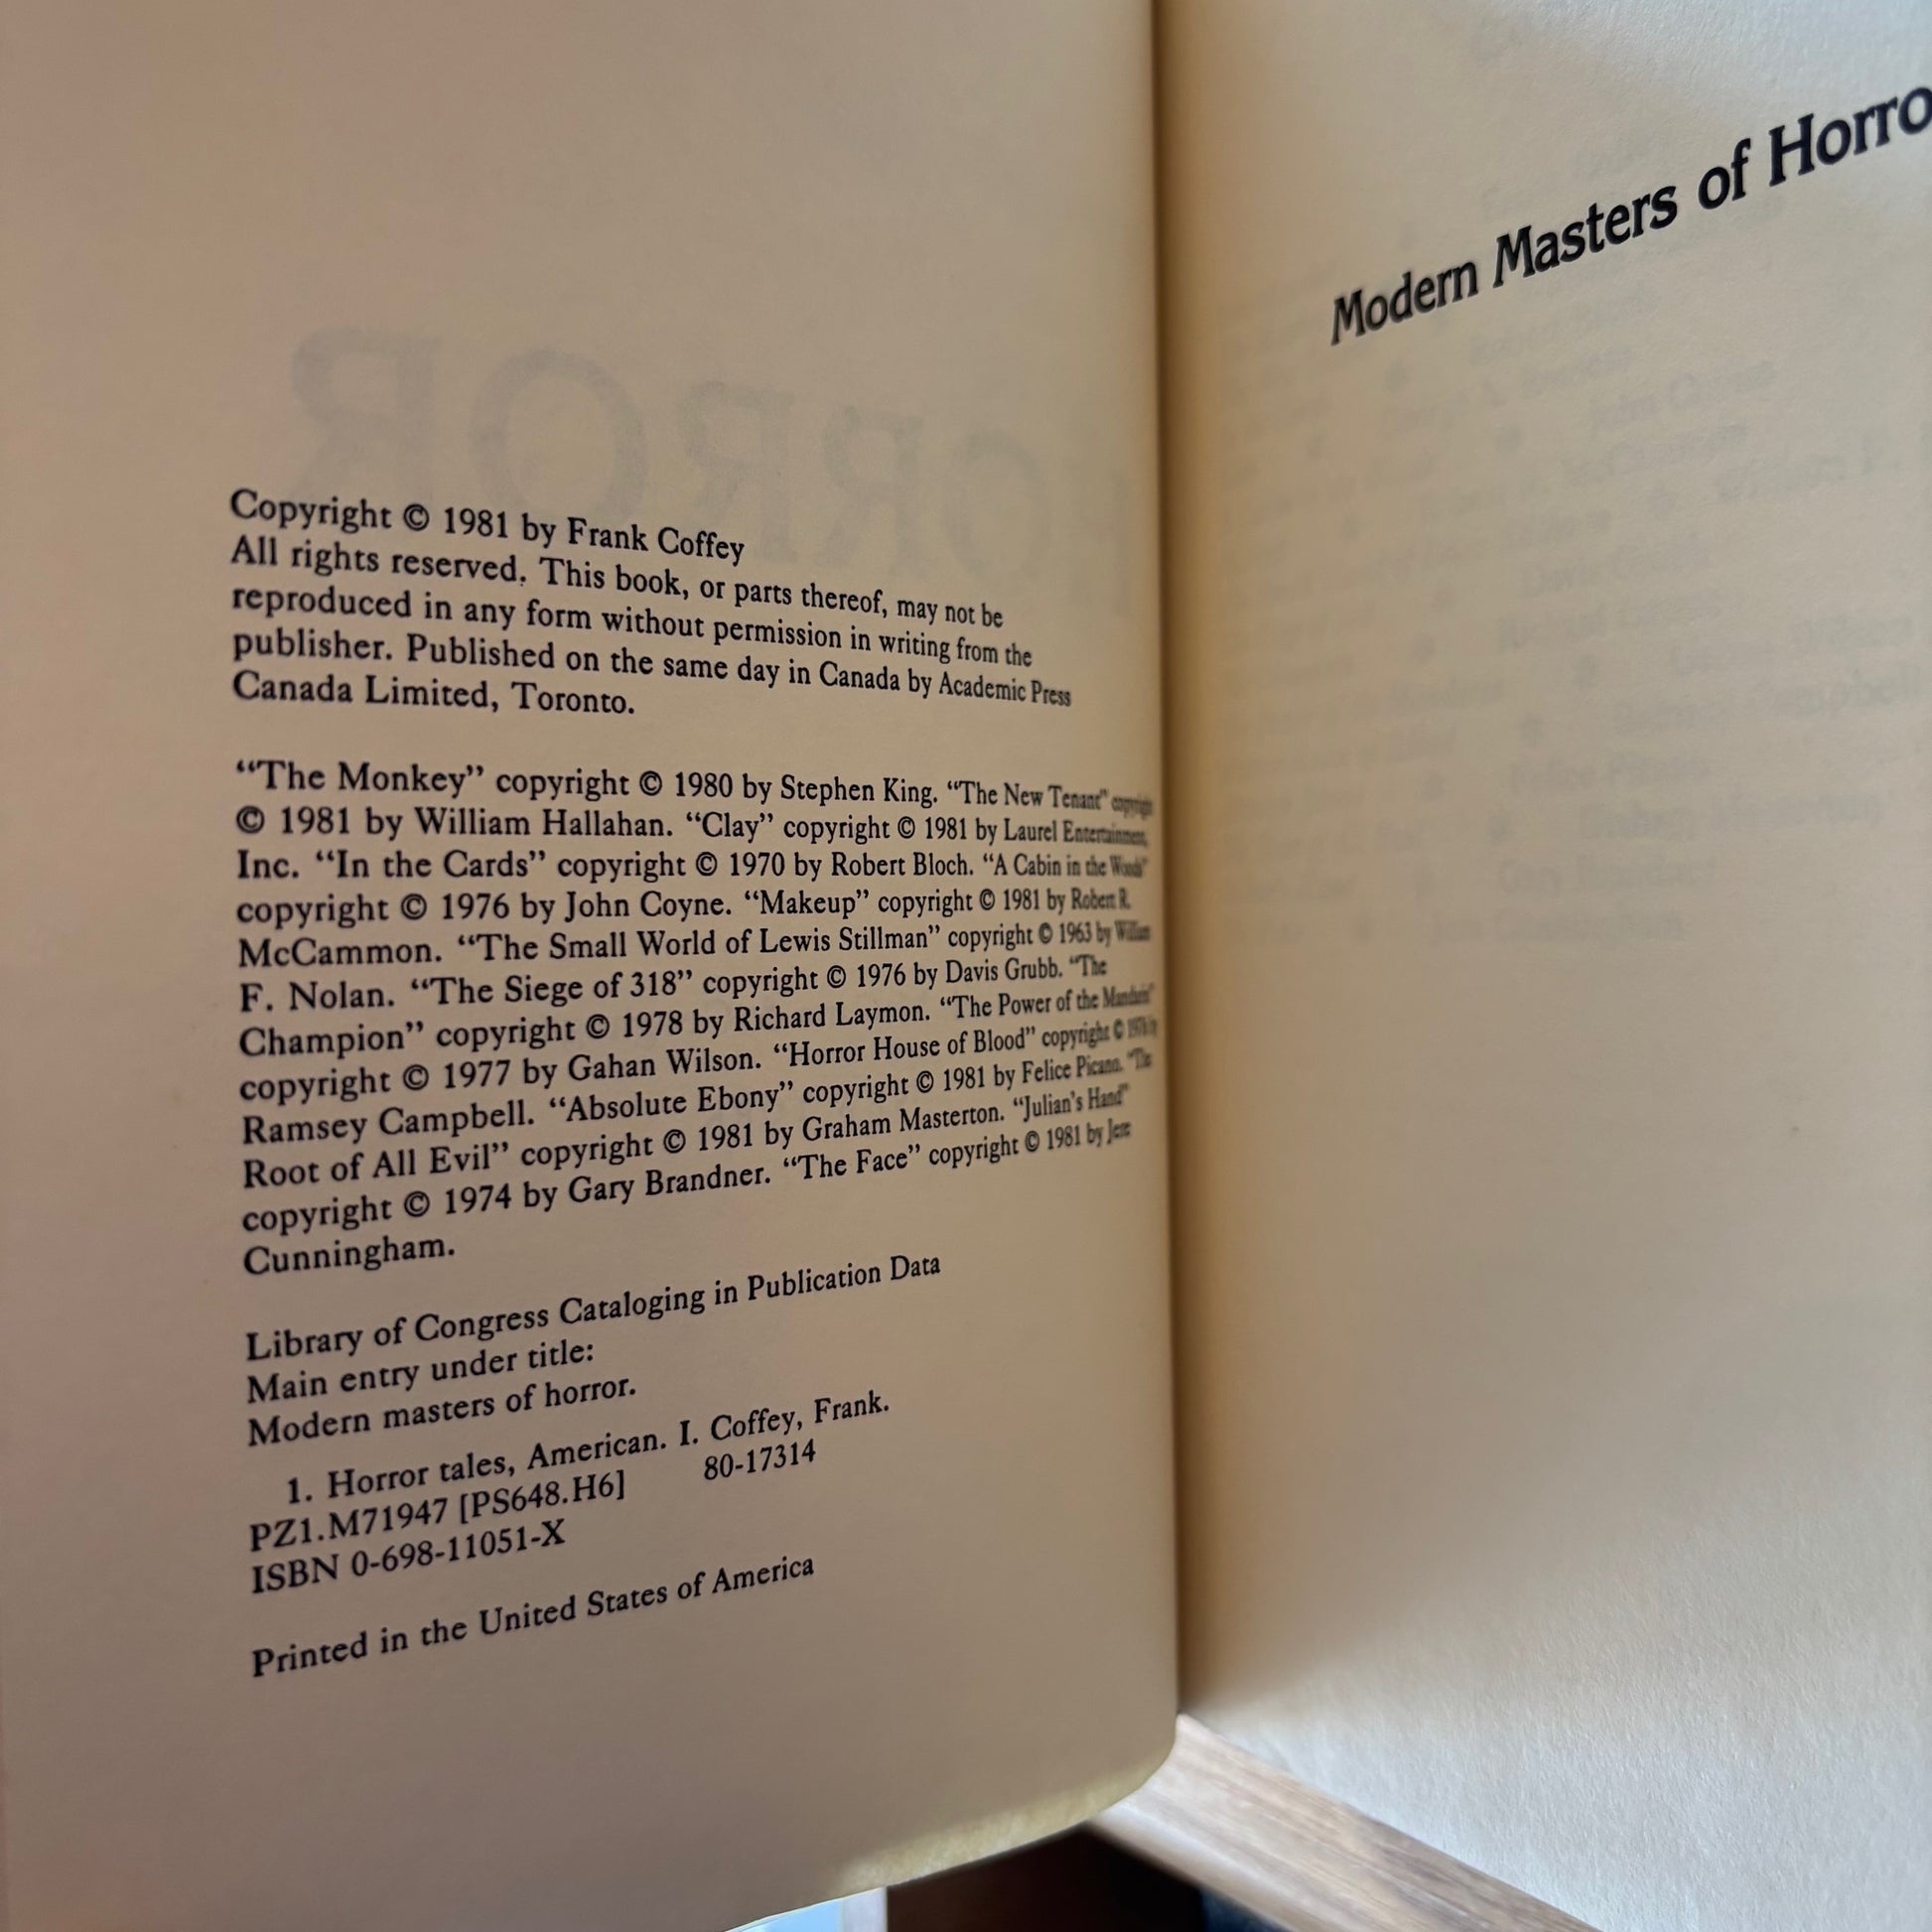 Copyright © 1981 by Frank Coffey
All rights reserved. This book, or parts thereof, may not be
reproduced in any form without permission in writing from the
publisher. Published on the same day in Canada by Academic Press
Canada Limited, Toronto.
“The Monkey” copyright © 1980 by Stephen King. “The New Tenant” copyright
© 1981 by William Hallahan. “Clay” copyright © 1981 by Laurel Entertainment,
Inc. “In the Cards” copyright © 1970 by Robert Bloch. “A Cabin in the Woods”
copyright © 1976 by John Coyne. “Makeup” copyright © 1981 by Robert R.
McCammon. “The Small World of Lewis Stillman” copyright © 1963 by William
F. Nolan. “The Siege of 318” copyright © 1976 by Davis Grubb. “The
Champion” copyright © 1978 by Richard Laymon. “The Power of the Mandarin”
copyright © 1977 by Gahan Wilson. “Horror House of Blood” copyright © by
Ramsey Campbell. “Absolute Ebony” copyright © 1981 by Felice Picano. “The
Root of All Evil” copyright © 1981 by Graham Masterton. “Julian’s Hand”
copyright © 1974 by Gary Brandner. “The Face” copyright © 1981 by Jere
Cunningham.
Library of Congress Cataloging in Publication Data
Main entry under title:
Modern masters of horror.
1. Horror tales, American. I. Coffey, Frank.
PZ1.M71947 [PS648.H6] 80-17314
ISBN 0-698-11051-X
Printed in the United States of America
Modern Masters of Horro